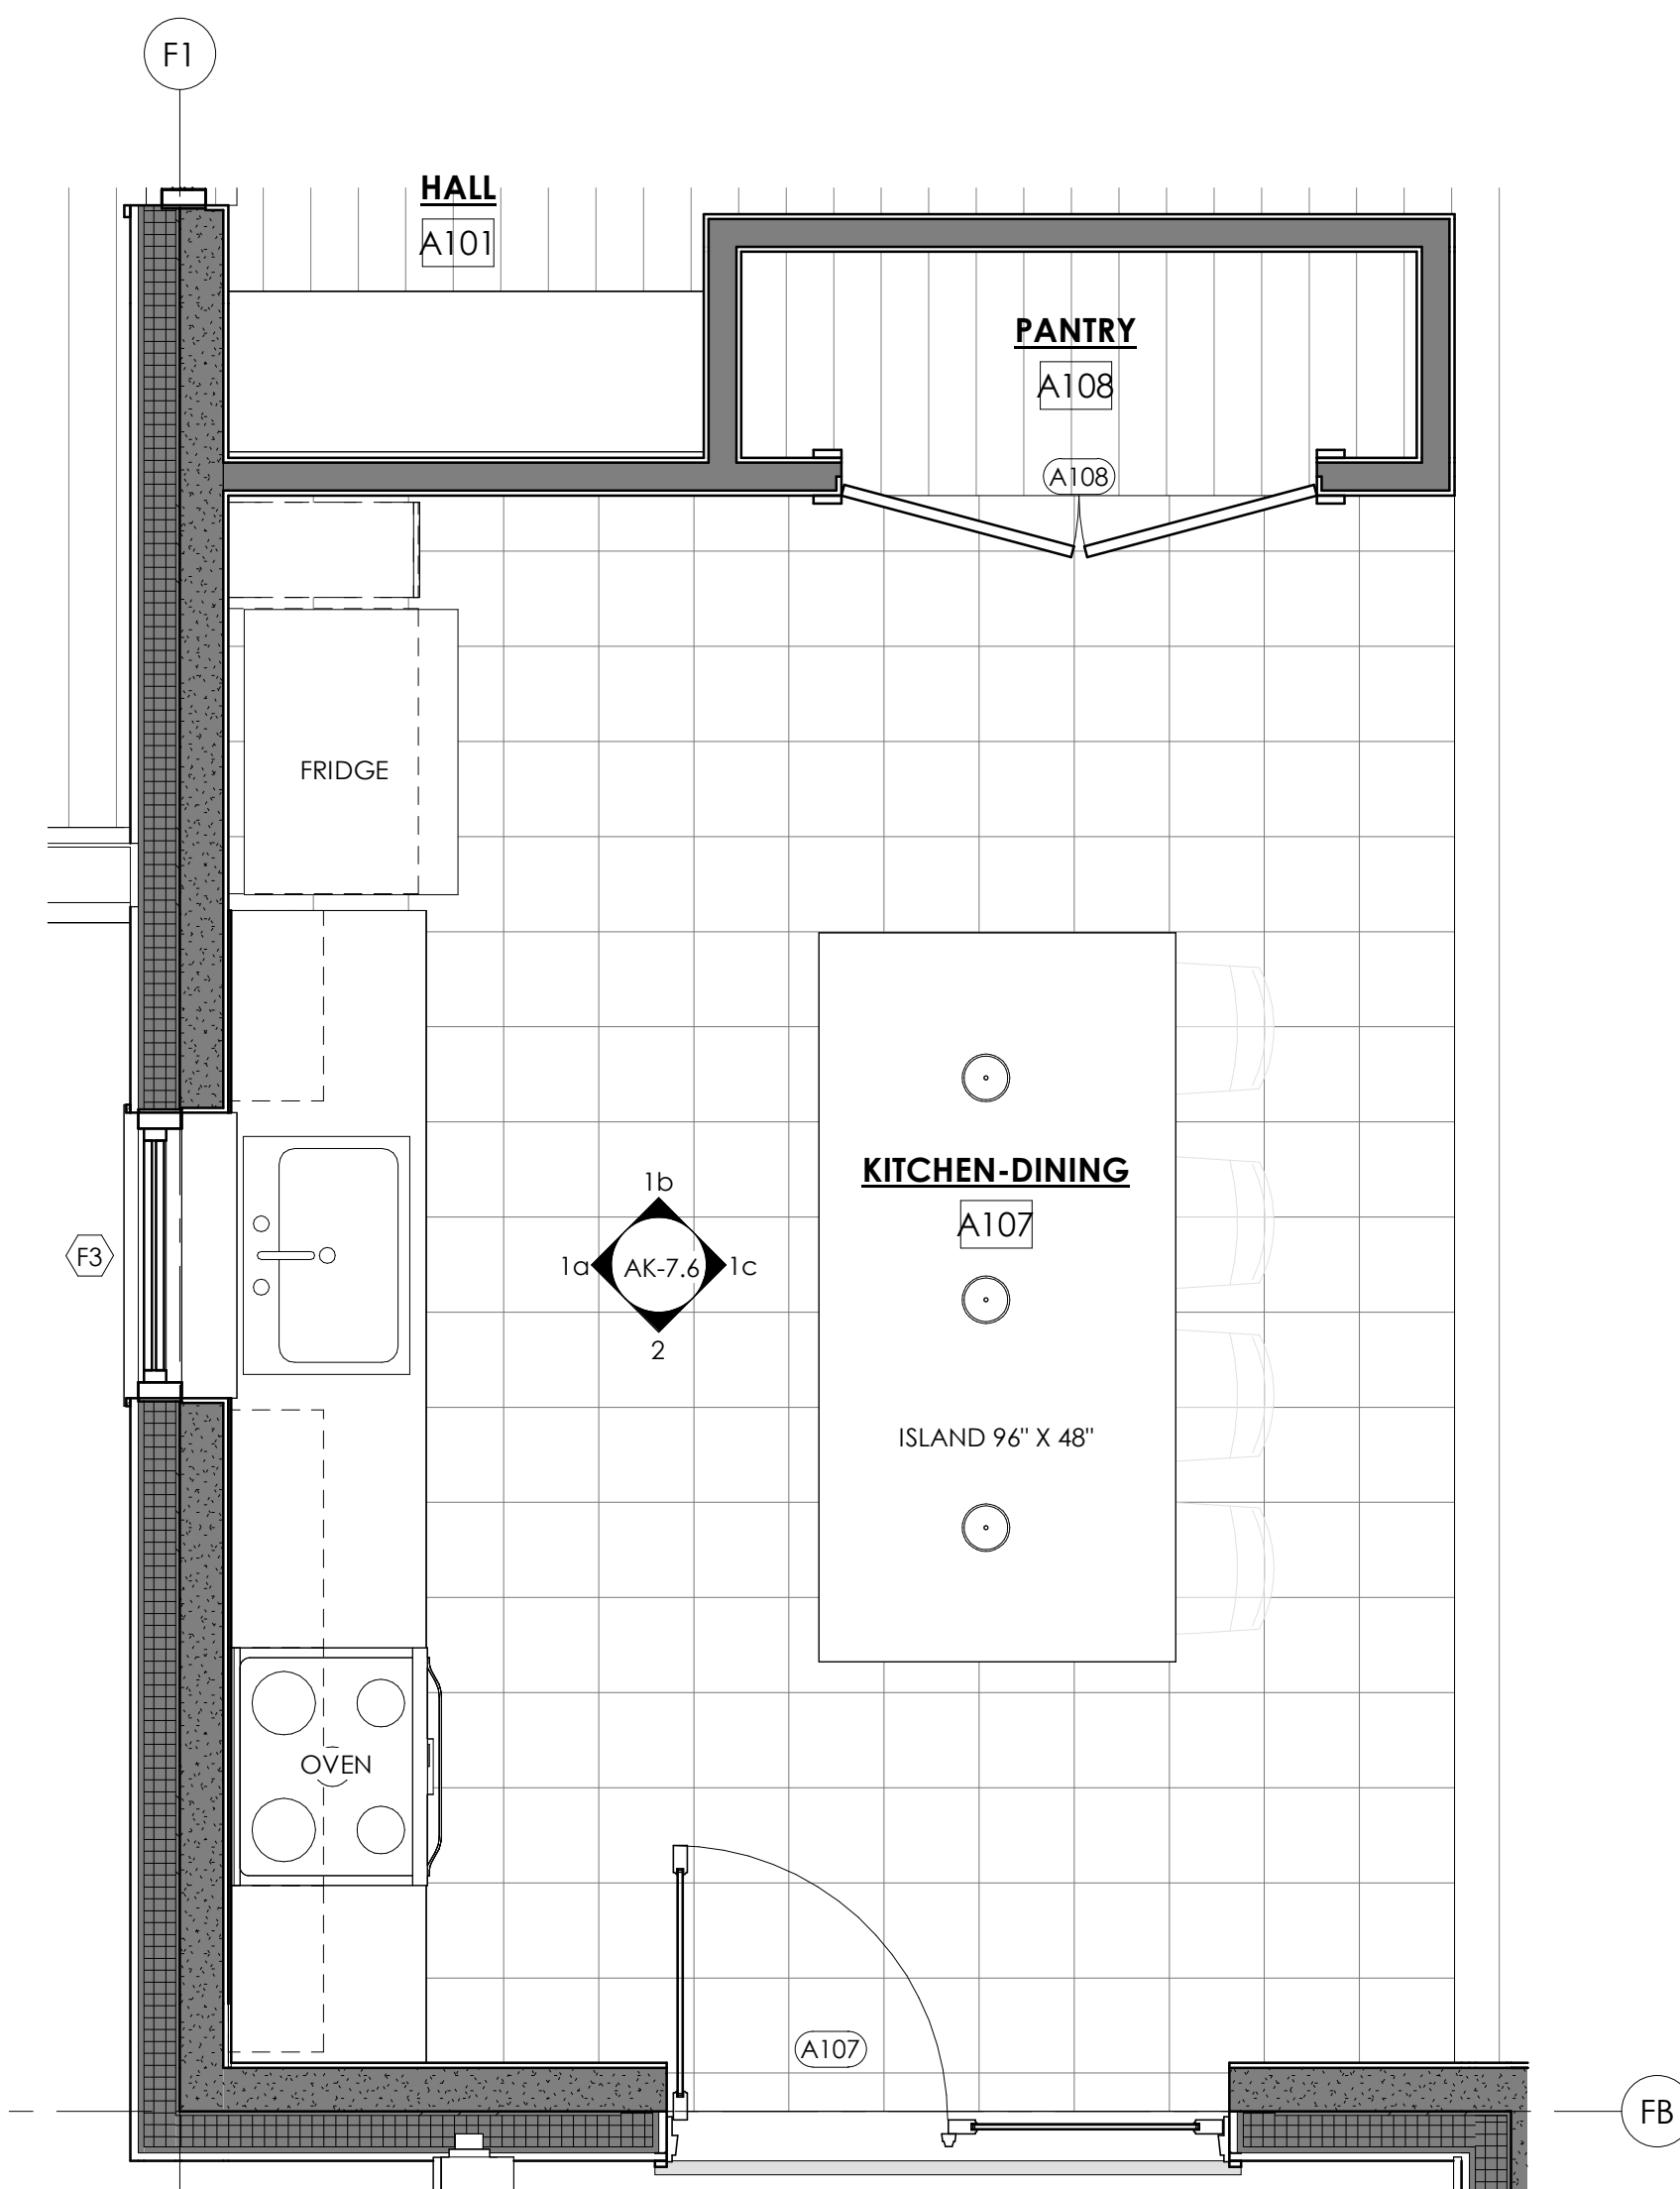 F1
HALL
A101
PANTRY
A108
A108
FRIDGE
KITCHEN-DINING
A107
1b
1a
AK-7.6
1c
2
F3
ISLAND 96" X 48"
OVEN
A107
FB